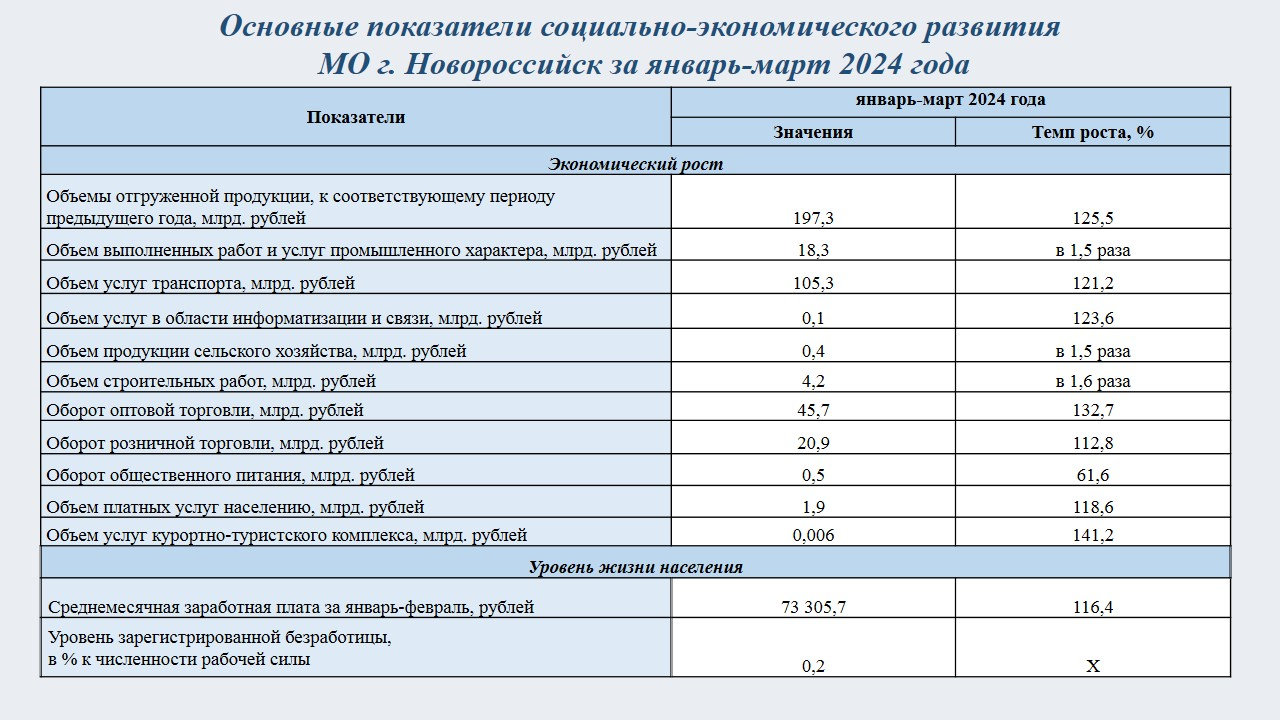 Основные показатели социально-экономического развития
МО г. Новороссийск за январь-март 2024 года
Показатели
январь-март 2024 года
Значения
Темп роста, %
Экономический рост
Объемы отгруженной продукции, к соответствующему периоду
предыдущего года, млрд. рублей
197,3
125,5
Объем выполненных работ и услуг промышленного характера, млрд. рублей
18,3
в 1,5 раза
Объем услуг транспорта, млрд. рублей
105,3
121,2
Объем услуг в области информатизации и связи, млрд. рублей
0,1
123,6
Объем продукции сельского хозяйства, млрд. рублей
0,4
в 1,5 раза
Объем строительных работ, млрд. рублей
4,2
в 1,6 раза
Оборот оптовой торговли, млрд. рублей
45,7
132,7
Оборот розничной торговли, млрд. рублей
20,9
112,8
Оборот общественного питания, млрд. рублей
0,5
61,6
Объем платных услуг населению, млрд. рублей
1,9
118,6
Объем услуг курортно-туристского комплекса, млрд. рублей
0,006
141,2
Уровень жизни населения
Среднемесячная заработная плата за январь-февраль, рублей
73 305,7
116,4
Уровень зарегистрированной безработицы,
в % к численности рабочей силы
0,2
Х